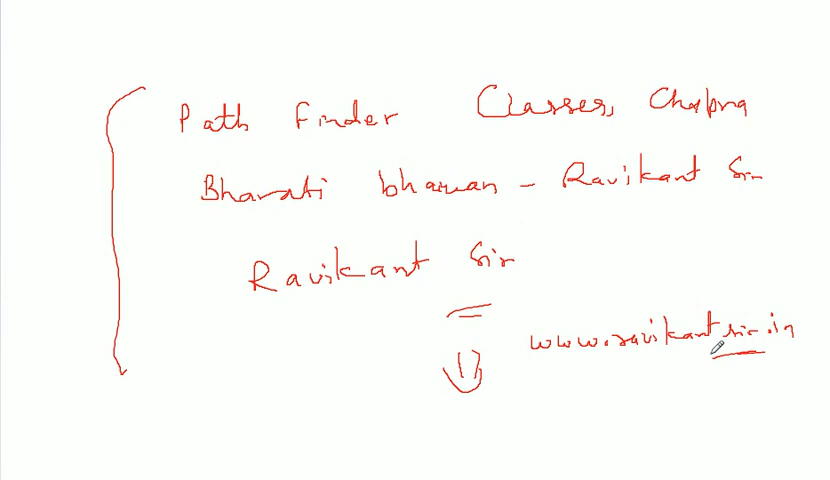 Path Finder Classes, Chapra
Bharati bhawan - Ravikant Sir
Ravikant Sir
www.ravikantsir.in